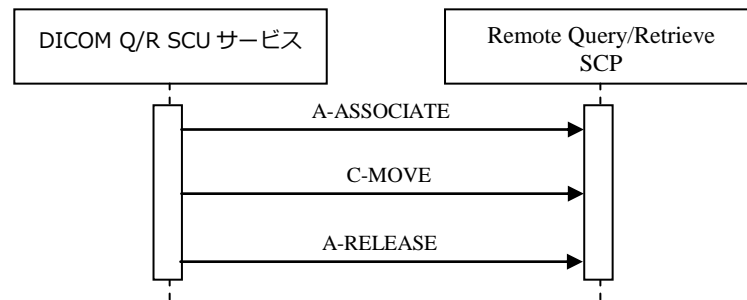 DICOM Q/R SCU サービス
Remote Query/Retrieve
SCP
A-ASSOCIATE
C-MOVE
A-RELEASE